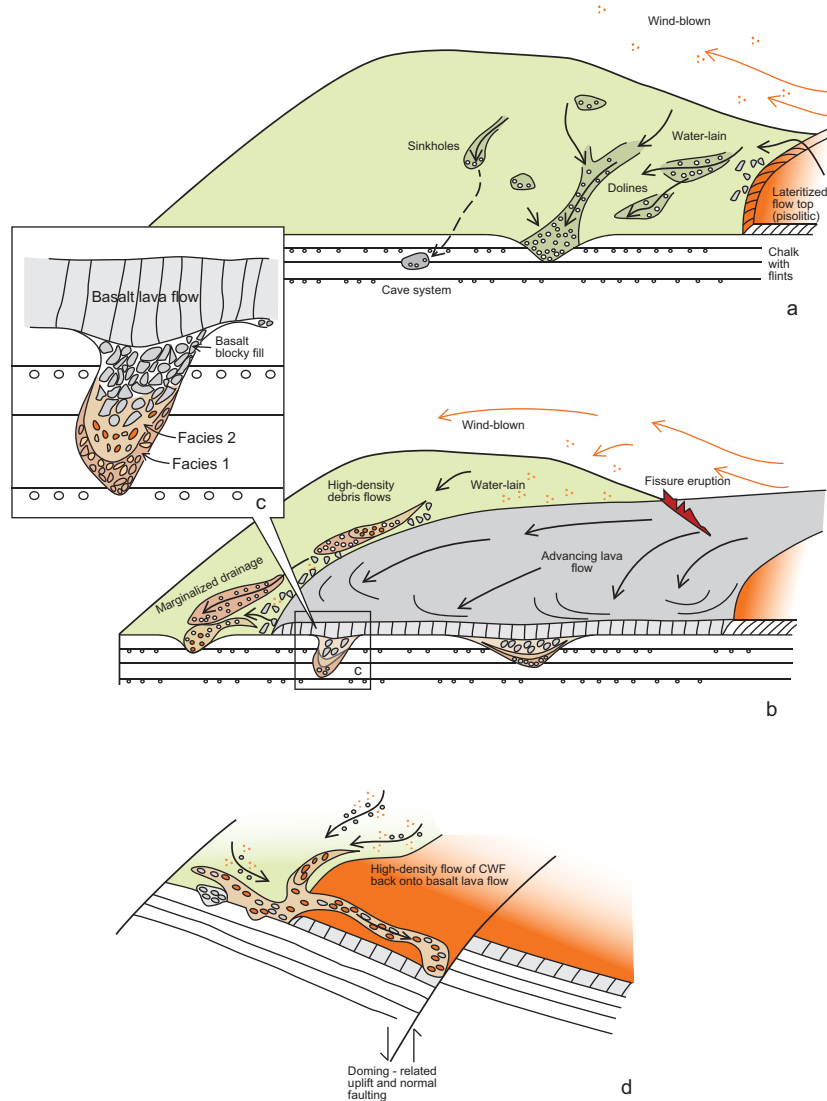 Wind-blown
Sinkholes
Water-lain
Dolines
Lateritized
flow top
(pisolitic)
Chalk
with
flints
Cave system
a
Basalt lava flow
Basalt
blocky fill
Facies 2
Facies 1
c
Wind-blown
Fissure eruption
High-density
debris flows
Water-lain
Advancing lava
flow
Marginalized drainage
c
b
High-density flow of CWF
back onto basalt lava flow
Doming - related
uplift and normal
faulting
d